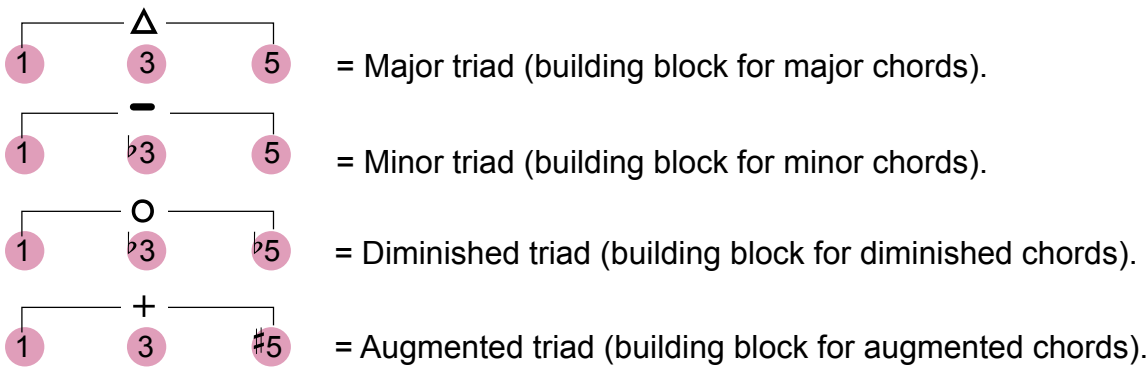 Δ
1 3 5 = Major triad (building block for major chords).
-
1 ♭3 5 = Minor triad (building block for minor chords).
O
1 ♭3 ♭5 = Diminished triad (building block for diminished chords).
+
1 3 ♯5 = Augmented triad (building block for augmented chords).